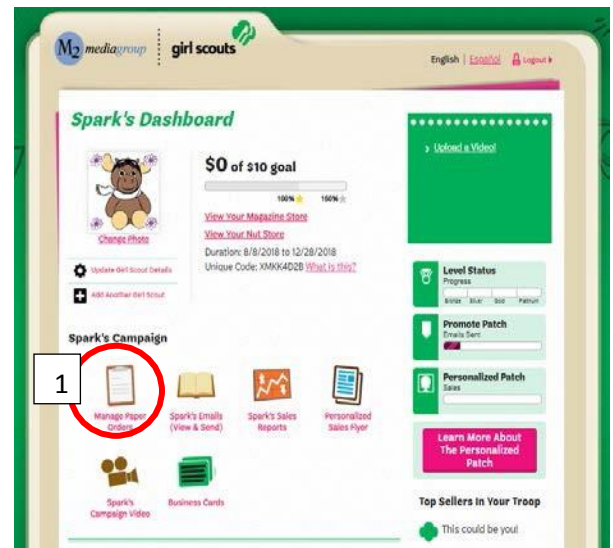 M2 mediagroup
girl scouts
English | Español Logout
Spark's Dashboard
$0 of $10 goal
100% 150%
View Your Magazine Store
View Your Nut Store
Duration: 8/8/2018 to 12/28/2018
Unique Code: XMKK4D2B What is this?
Change Photo
Update Girl Scout Details
Add Another Girl Scout
Upload a Video!
Level Status
Progress
Bronze Silver Gold Platinum
Promote Patch
Emails Sent
Personalized Patch
Sales
Learn More About
The Personalized
Patch
Top Sellers In Your Troop
This could be you!
Spark's Campaign
1
Manage Paper
Orders
Spark's Emails
(View & Send)
Spark's Sales
Reports
Personalized
Sales Flyer
Spark's
Campaign Video
Business Cards